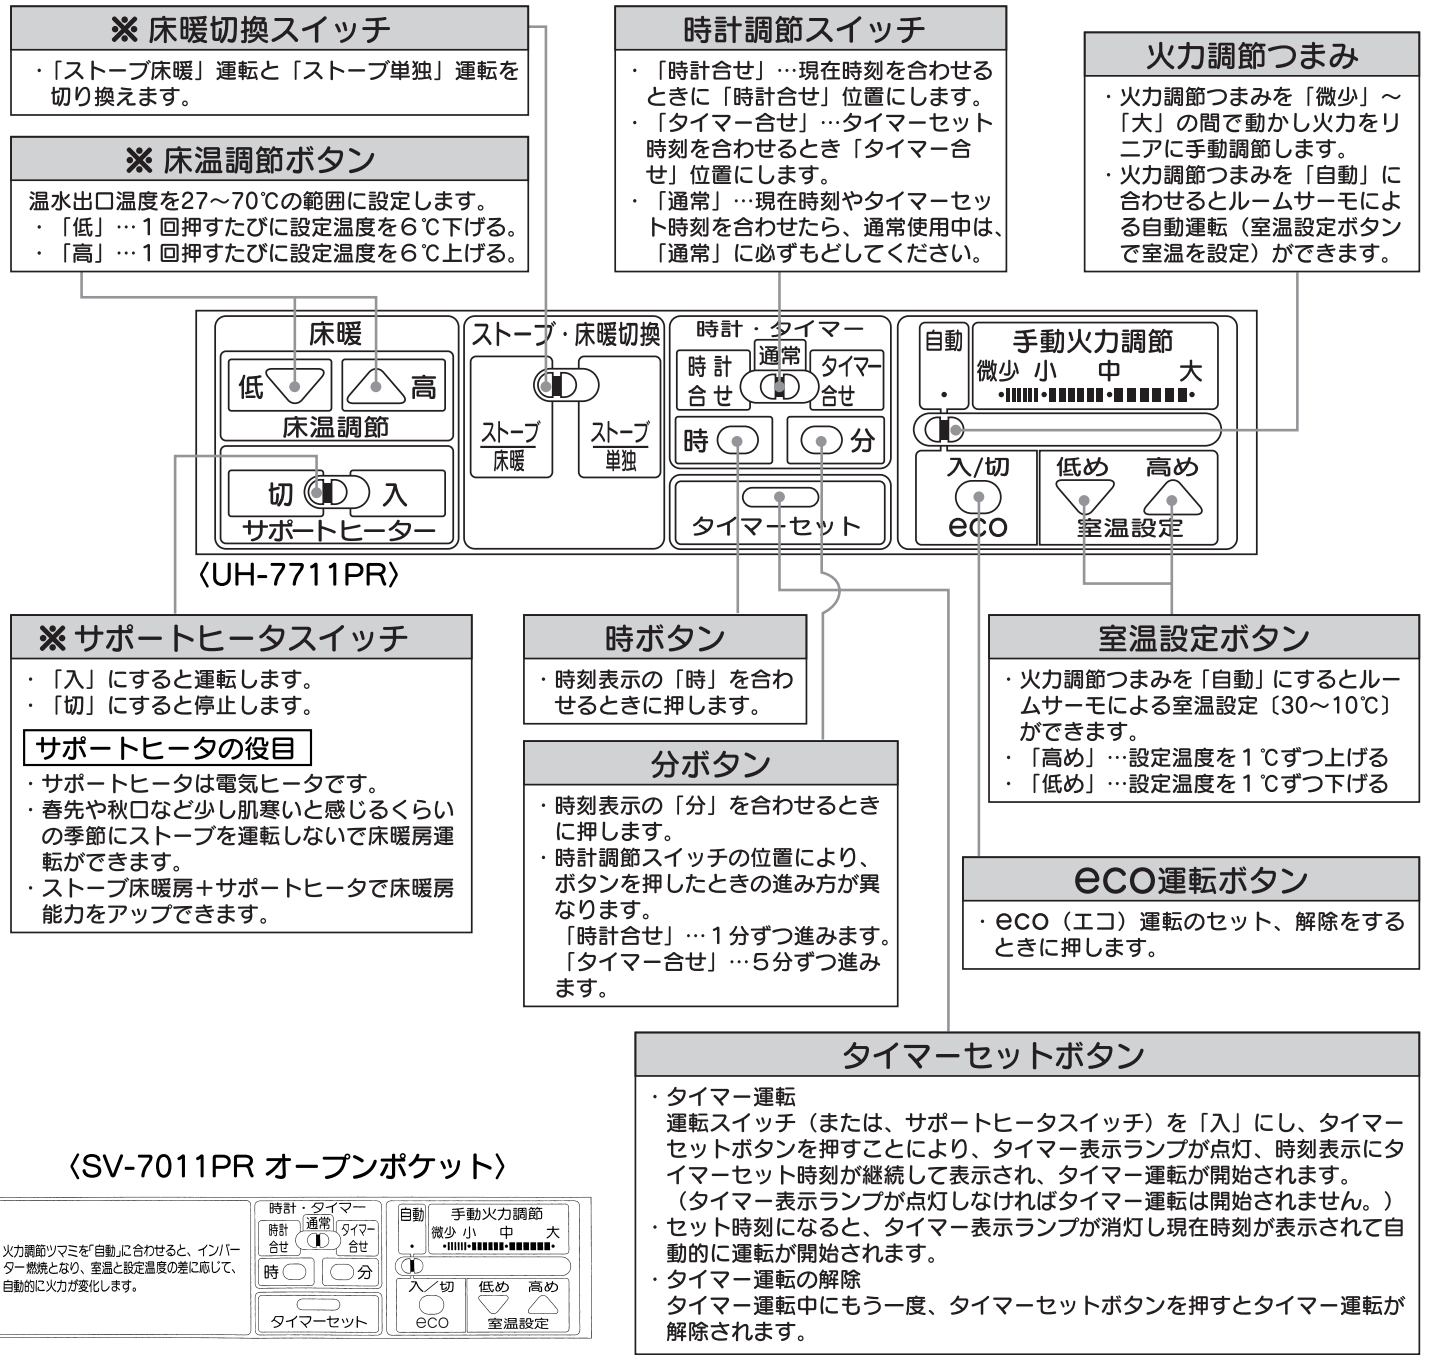 ※ 床暖切換スイッチ
・「ストーブ床暖」運転と「ストーブ単独」運転を
切り換えます。
※ 床温調節ボタン
温水出口温度を27〜70℃の範囲に設定します。
・「低」…1回押すたびに設定温度を6℃下げる。
・「高」…1回押すたびに設定温度を6℃上げる。
時計調節スイッチ
・「時計合せ」…現在時刻を合わせる
ときに「時計合せ」位置にします。
・「タイマー合せ」…タイマーセット
時刻を合わせるとき「タイマー合
せ」位置にします。
・「通常」…現在時刻やタイマーセッ
ト時刻を合わせたら、通常使用中は、
「通常」に必ずもどしてください。
火力調節つまみ
・火力調節つまみを「微少」〜
「大」の間で動かし火力をリ
ニアに手動調節します。
・火力調節つまみを「自動」に
合わせるとルームサーモによ
る自動運転（室温設定ボタン
で室温を設定）ができます。
床暖
低
高
床温調節
切
入
サポートヒーター
ストーブ・床暖切換
ストーブ
床暖
ストーブ
単独
時計・タイマー
時計
合せ
通常
タイマー
合せ
時
分
タイマーセット
自動
手動火力調節
微少 小 中 大
入/切
eco
低め 高め
室温設定
〈UH-7711PR〉
※ サポートヒータスイッチ
・「入」にすると運転します。
・「切」にすると停止します。
サポートヒータの役目
・サポートヒータは電気ヒータです。
・春先や秋口など少し肌寒いと感じるくらい
の季節にストーブを運転しないで床暖房運
転ができます。
・ストーブ床暖房＋サポートヒータで床暖房
能力をアップできます。
時ボタン
・時刻表示の「時」を合わ
せるときに押します。
分ボタン
・時刻表示の「分」を合わせるとき
に押します。
・時計調節スイッチの位置により、
ボタンを押したときの進み方が異
なります。
「時計合せ」…1分ずつ進みます。
「タイマー合せ」…5分ずつ進み
ます。
室温設定ボタン
・火力調節つまみを「自動」にするとルー
ムサーモによる室温設定〔30〜10℃〕
ができます。
・「高め」…設定温度を1℃ずつ上げる
・「低め」…設定温度を1℃ずつ下げる
eco運転ボタン
・eco（エコ）運転のセット、解除をする
ときに押します。
タイマーセットボタン
・タイマー運転
運転スイッチ（または、サポートヒータスイッチ）を「入」にし、タイマー
セットボタンを押すことにより、タイマー表示ランプが点灯、時刻表示にタ
イマーセット時刻が継続して表示され、タイマー運転が開始されます。
（タイマー表示ランプが点灯しなければタイマー運転は開始されません。）
・セット時刻になると、タイマー表示ランプが消灯し現在時刻が表示されて自
動的に運転が開始されます。
・タイマー運転の解除
タイマー運転中にもう一度、タイマーセットボタンを押すとタイマー運転が
解除されます。
〈SV-7011PR オープンポケット〉
火力調節ツマミを「自動」に合わせると、インバー
ター燃焼となり、室温と設定温度の差に応じて、
自動的に火力が変化します。
時計・タイマー
時計
合せ
通常
タイマー
合せ
時
分
タイマーセット
自動
手動火力調節
微少 小 中 大
入／切
eco
低め 高め
室温設定